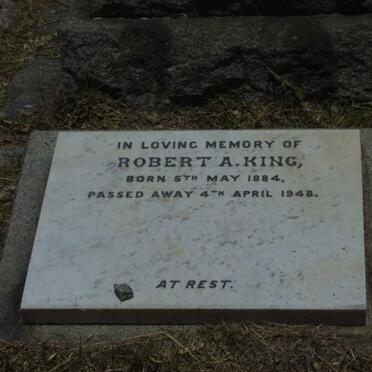 IN LOVING MEMORY OF
ROBERT A. KING,
BORN 5TH MAY 1884,
PASSED AWAY 4TH APRIL 1948.
AT REST.